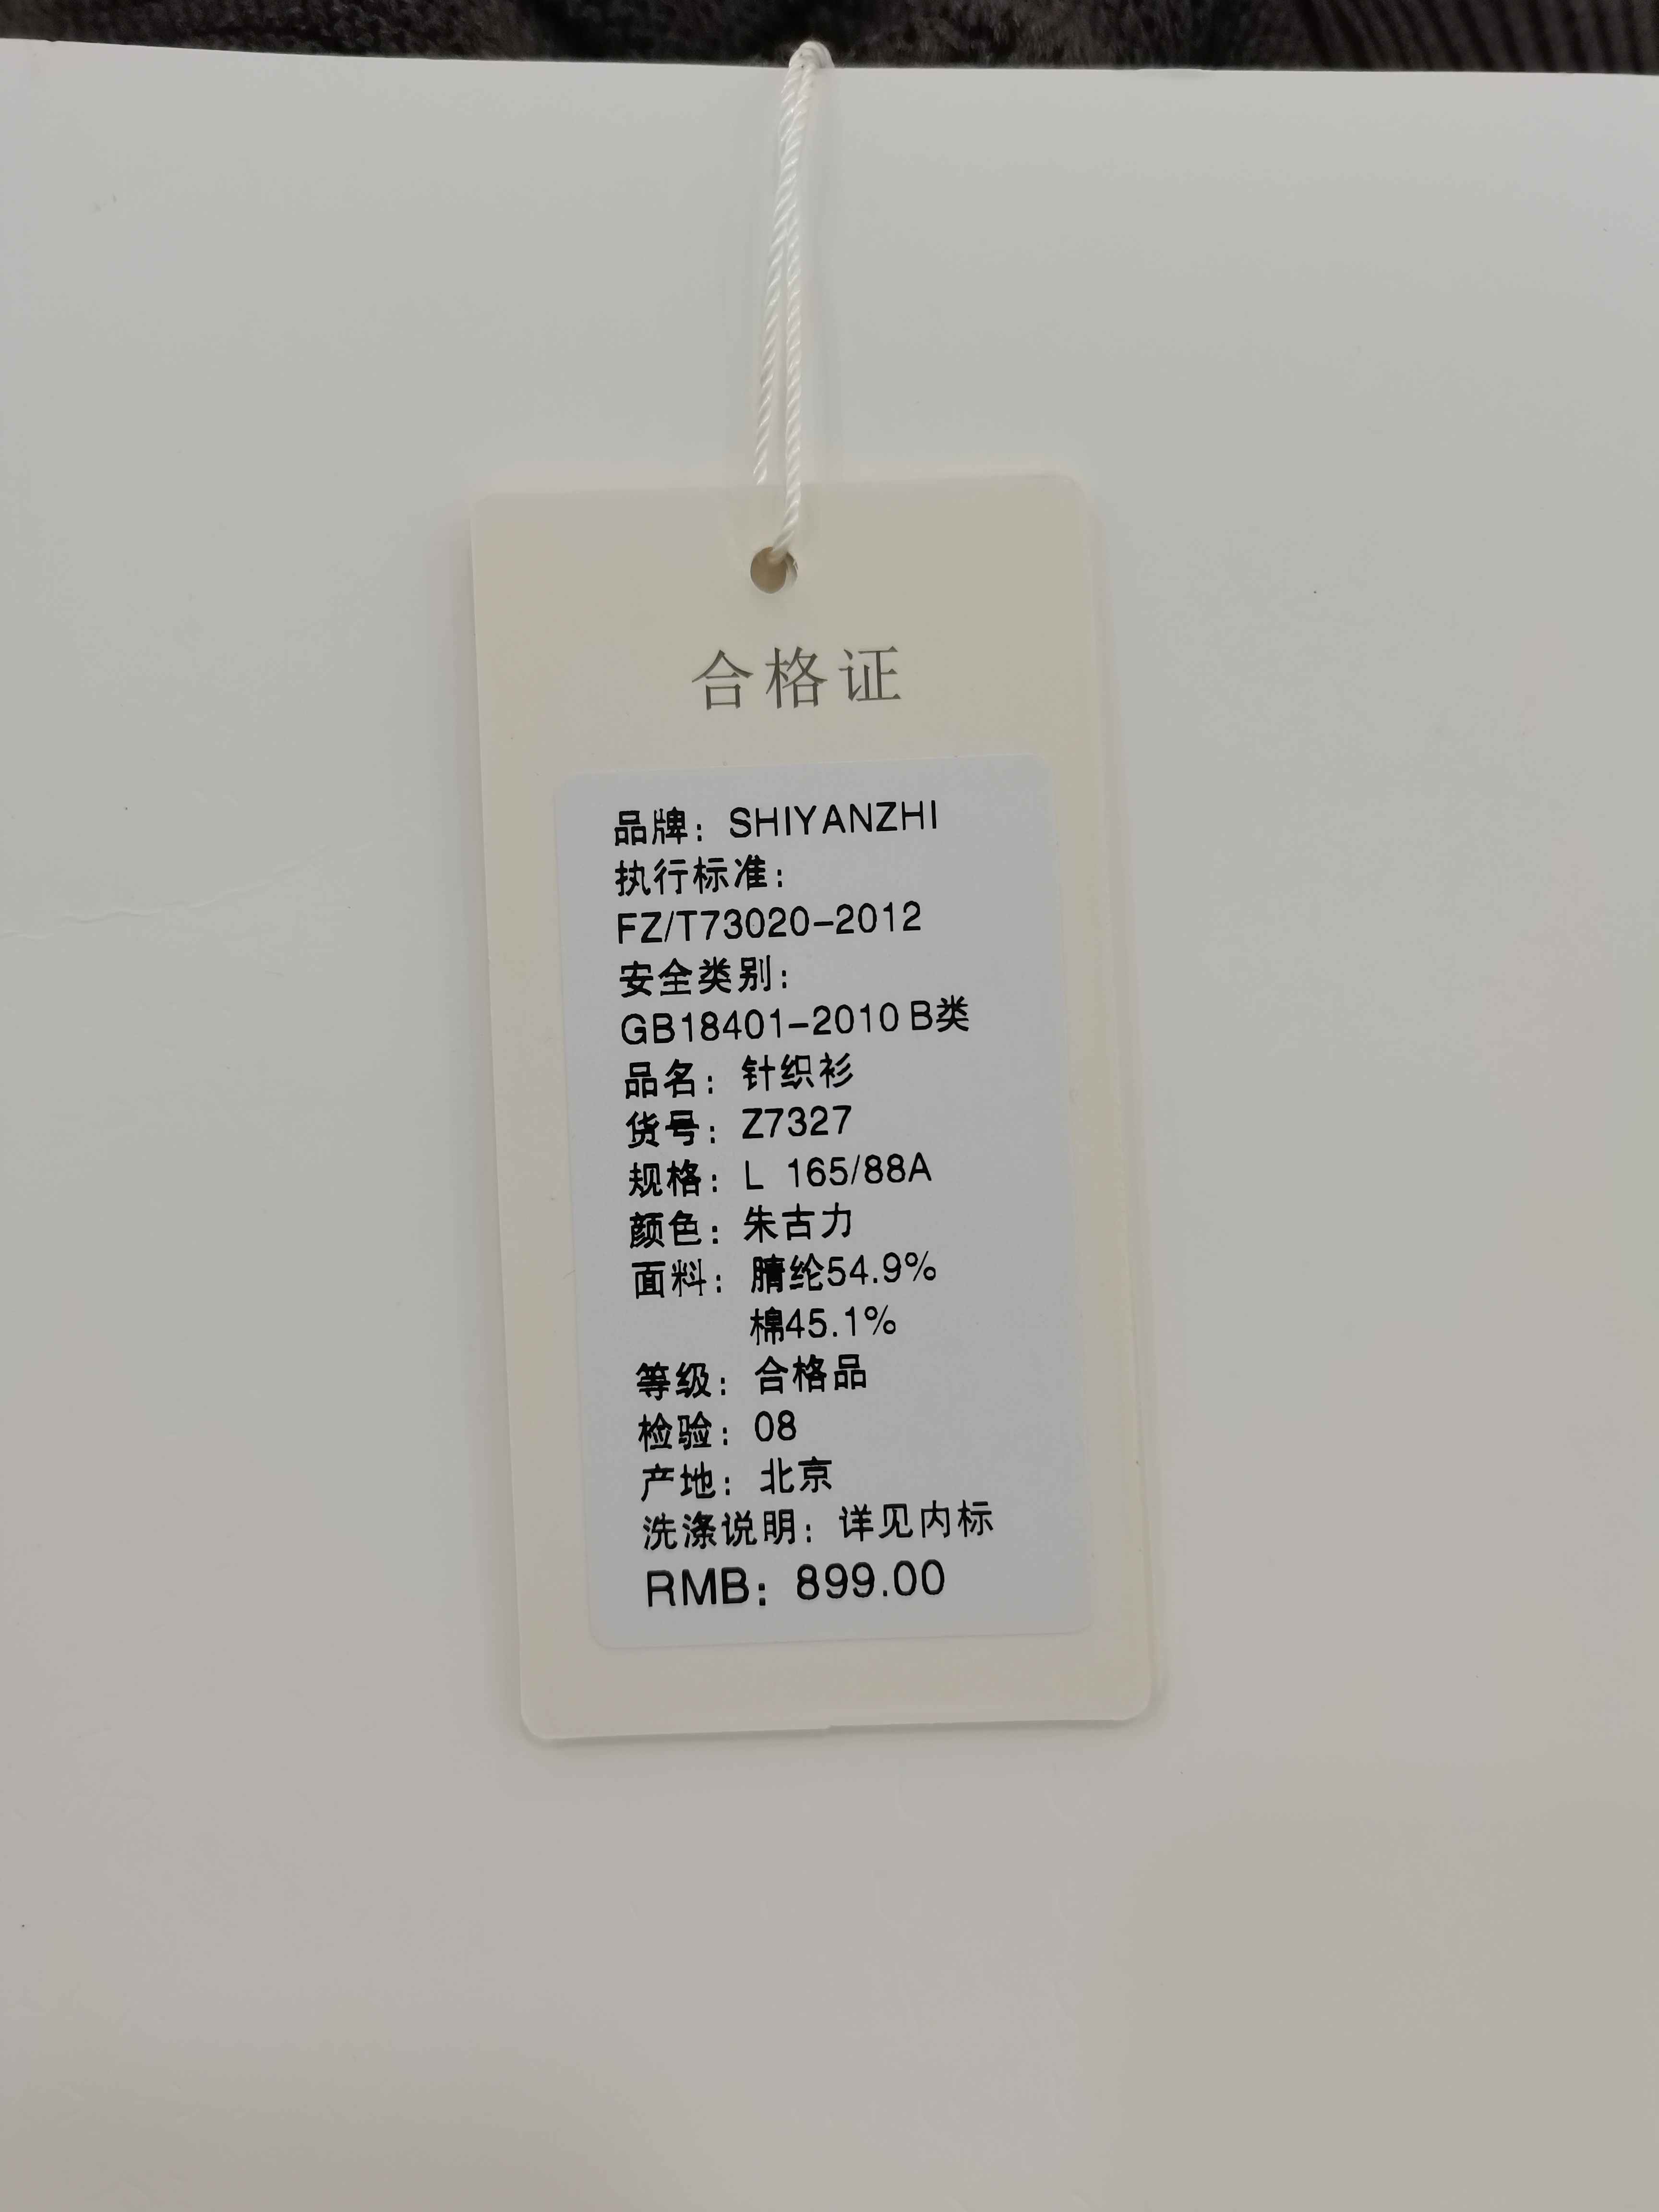 合格证
品牌：SHIYANZHI
执行标准：
FZ/T73020-2012
安全类别：
GB18401-2010 B类
品名：针织衫
货号：Z7327
规格：L 165/88A
颜色：朱古力
面料：腈纶54.9%
棉45.1%
等级：合格品
检验：08
产地：北京
洗涤说明：详见内标
RMB：899.00